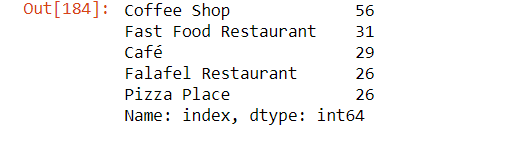 Out[184]: Coffee Shop 56
Fast Food Restaurant 31
Café 29
Falafel Restaurant 26
Pizza Place 26
Name: index, dtype: int64